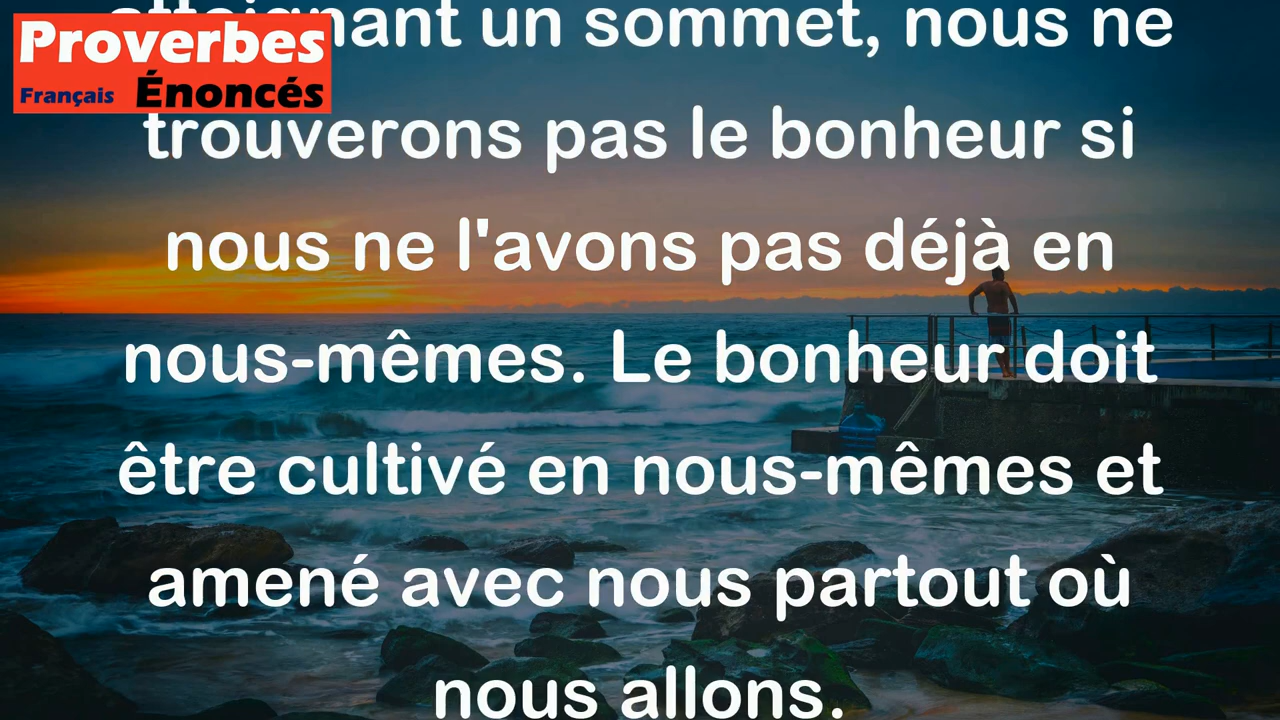 Proverbes
Français Énoncés
un sommet, nous ne
trouverons pas le bonheur si
nous ne l'avons pas déjà en
nous-mêmes. Le bonheur doit
être cultivé en nous-mêmes et
amené avec nous partout où
nous allons.